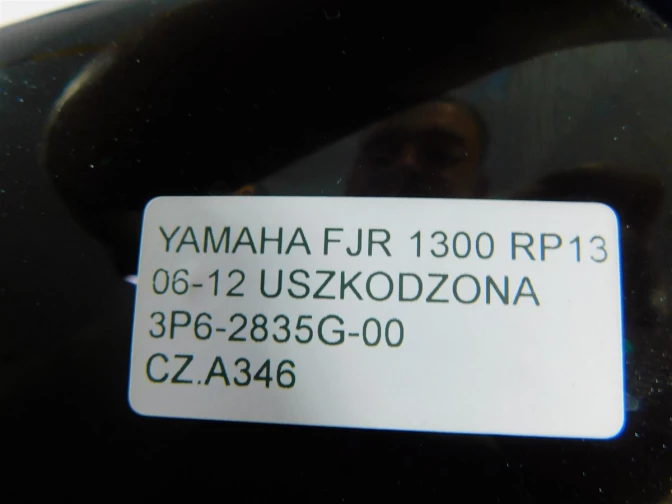 YAMAHA FJR 1300 RP13
06-12 USZKODZONA
3P6-2835G-00
CZ.A346